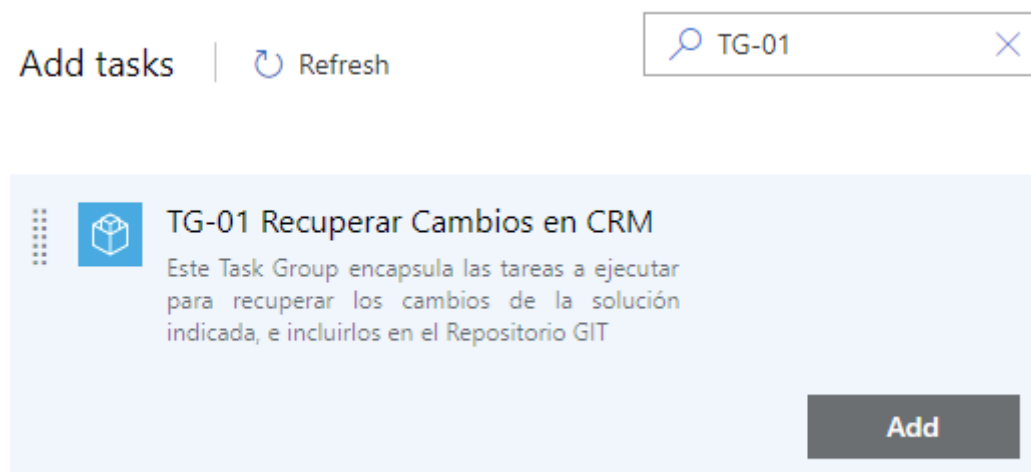 Add tasks
Refresh
TG-01
TG-01 Recuperar Cambios en CRM
Este Task Group encapsula las tareas a ejecutar
para recuperar los cambios de la solución
indicada, e incluirlos en el Repositorio GIT
Add